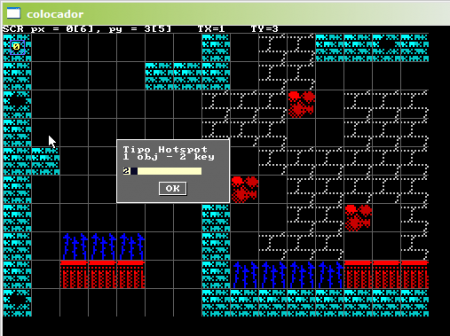 colocador
SCR px = 0[6], py = 3[5] TX=1 TY=3
0
Tipo Hotspot
1 obj - 2 key
2
OK